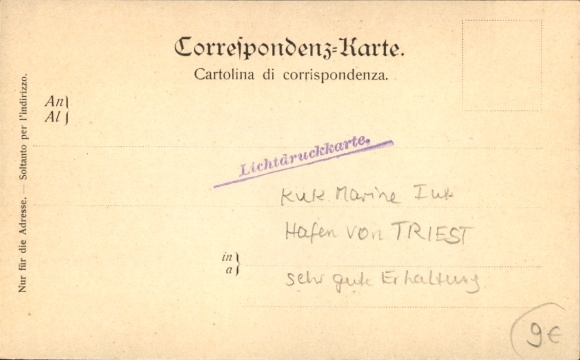 Correspondenz-Karte.
Cartolina di corrispondenza.
Nur für die Adresse. — Soltanto per l'indirizzo.
An
Al
Lichtdruckkarte.
KuK Marine
Hafen von TRIEST
in
a
sehr gute Erhaltung
9€